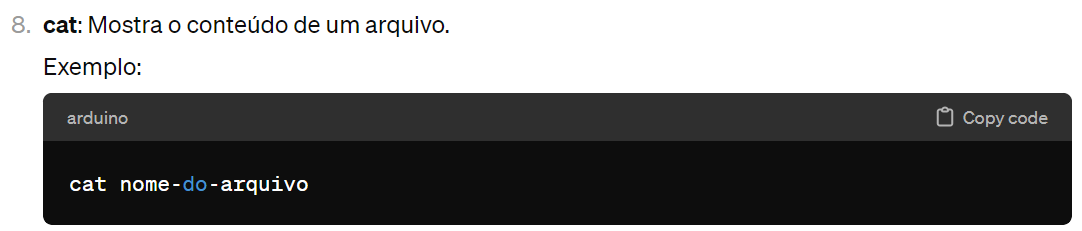 8. cat: Mostra o conteúdo de um arquivo.
Exemplo:
arduino Copy code
cat nome-do-arquivo